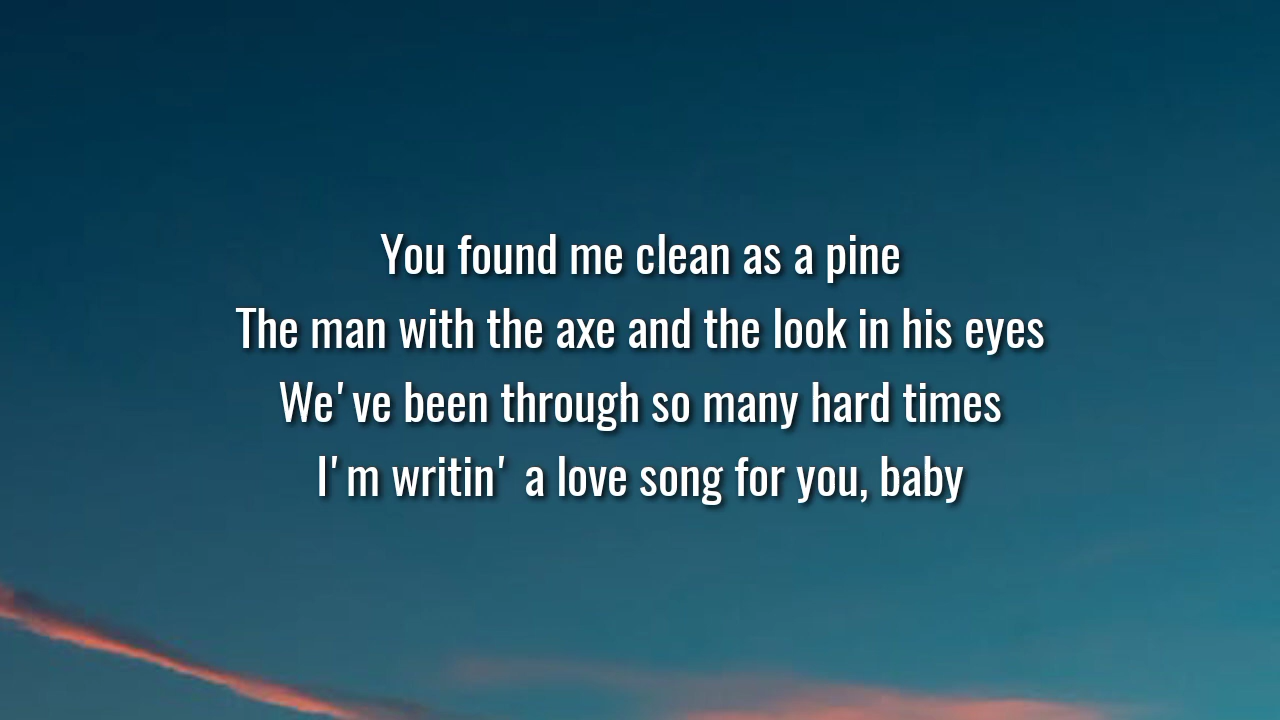 You found me clean as a pine
The man with the axe and the look in his eyes
We've been through so many hard times
I'm writin' a love song for you, baby